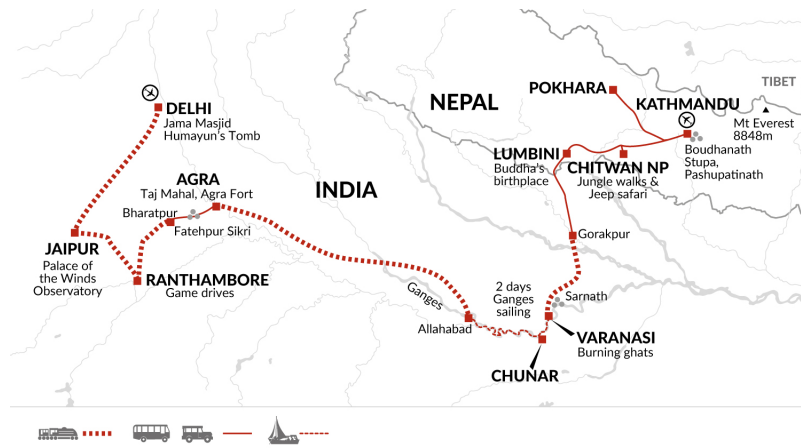 DELHI
Jama Masjid
Humayun's Tomb
AGRA
Taj Mahal, Agra Fort
Bharatpur
Fatehpur Sikri
JAIPUR
Palace of
the Winds
Observatory
RANTHAMBORE
Game drives
INDIA
NEPAL
POKHARA
KATHMANDU
TIBET
Mt Everest
8848m
Boudhanath
Stupa,
Pashupatinath
LUMBINI
Buddha's
birthplace
CHITWAN NP
Jungle walks &
Jeep safari
Gorakpur
Ganges
2 days
Ganges
sailing
Sarnath
Allahabad
VARANASI
Burning ghats
CHUNAR